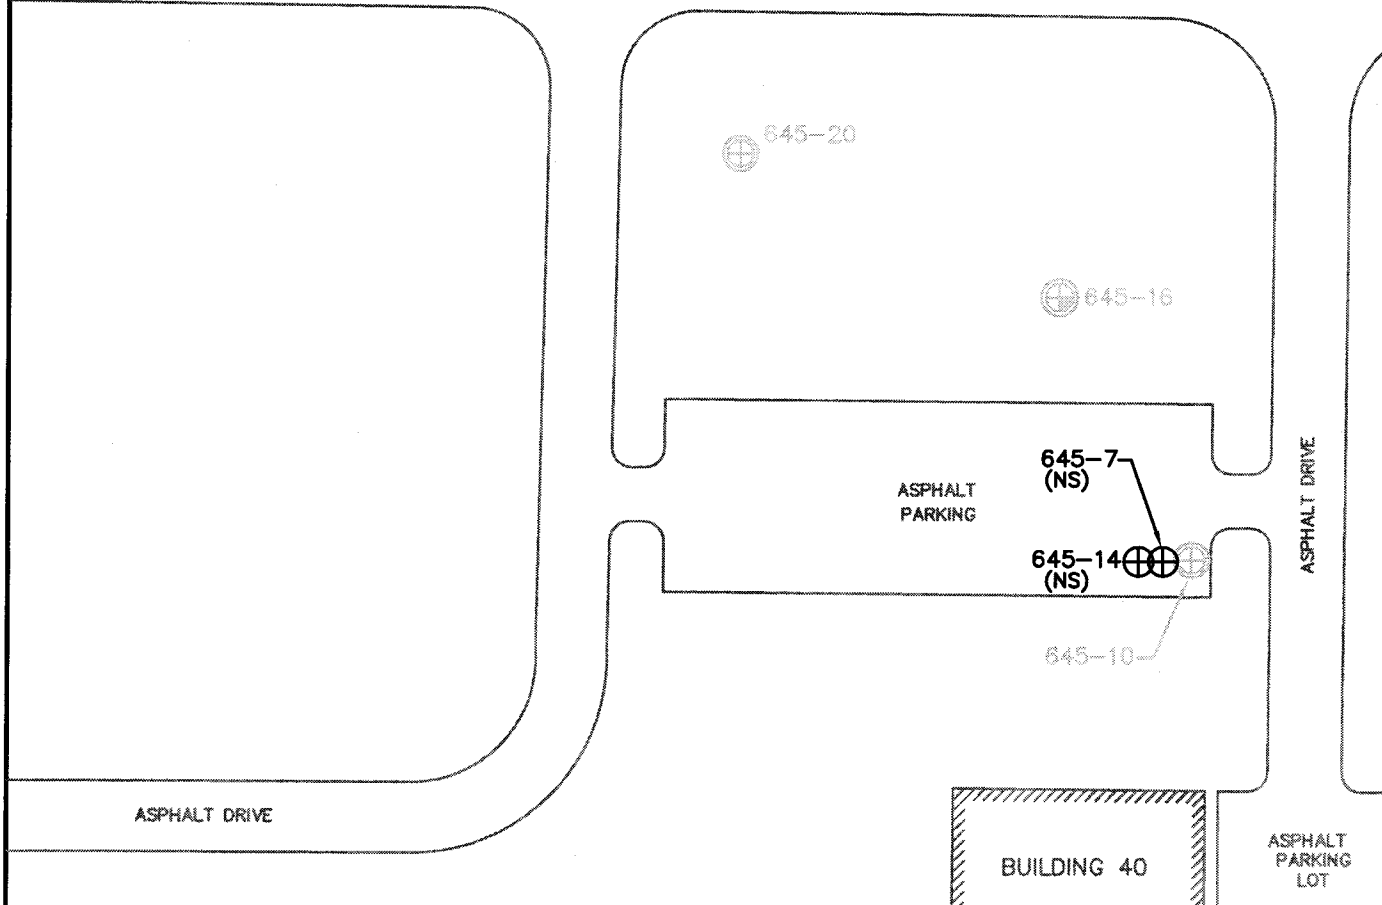 645-20
645-16
645-7
(NS)
ASPHALT
PARKING
ASPHALT DRIVE
645-14
(NS)
645-10
ASPHALT DRIVE
BUILDING 40
ASPHALT
PARKING
LOT